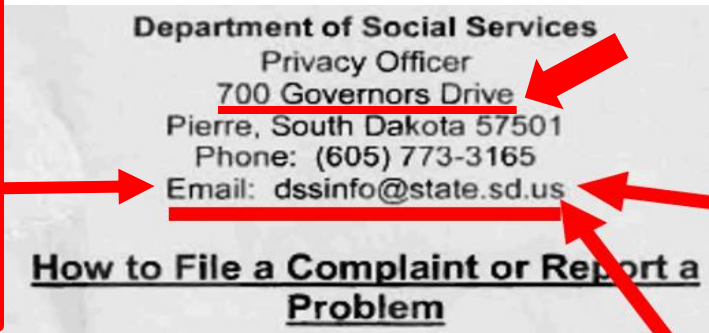 Department of Social Services
Privacy Officer
700 Governors Drive
Pierre, South Dakota 57501
Phone: (605) 773-3165
Email: dssinfo@state.sd.us
How to File a Complaint or Report a
Problem